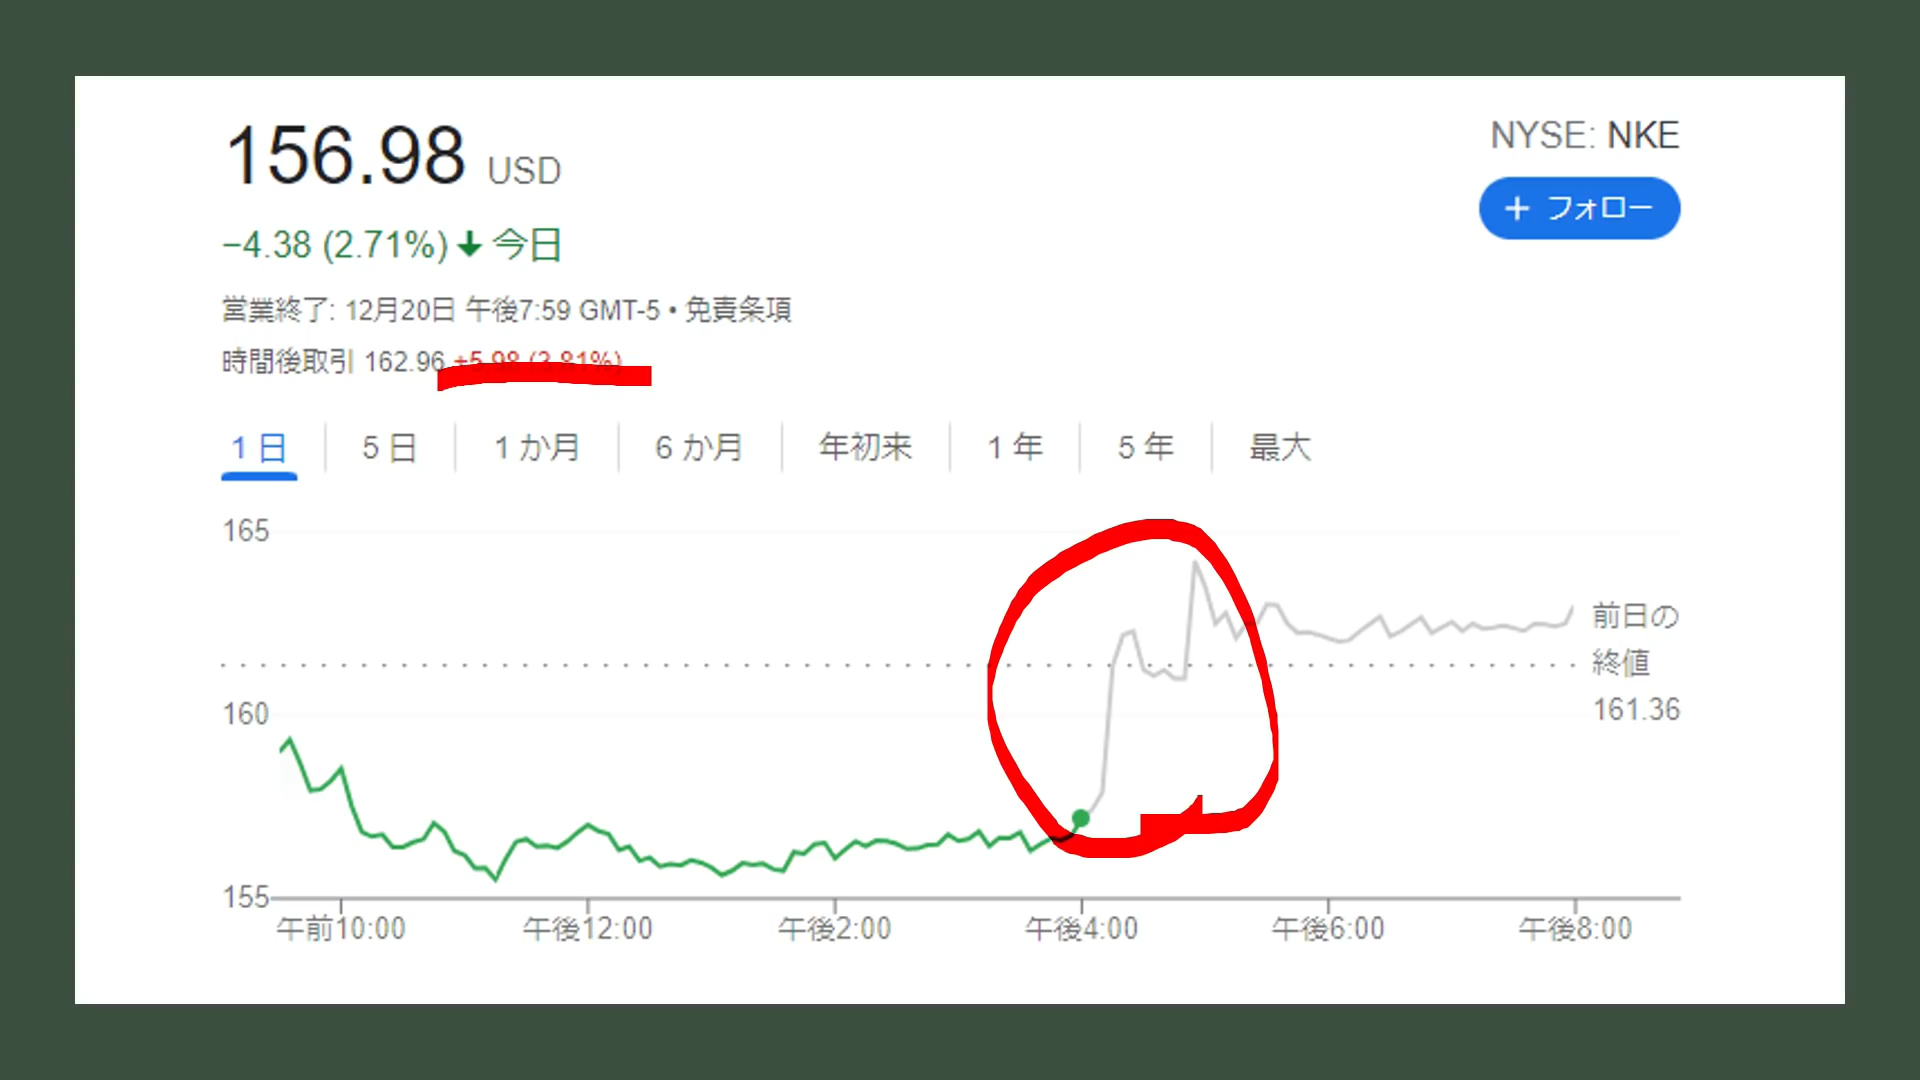 156.98 USD
NYSE: NKE
+ フォロー
−4.38 (2.71%) ↓ 今日
営業終了: 12月20日 午後7:59 GMT-5 • 免責条項
時間後取引 162.96 +5.98 (3.81%)
1 日 5 日 1 か月 6 か月 年初来 1 年 5 年 最大
165
160
155
前日の
終値
161.36
午前10:00 午後12:00 午後2:00 午後4:00 午後6:00 午後8:00